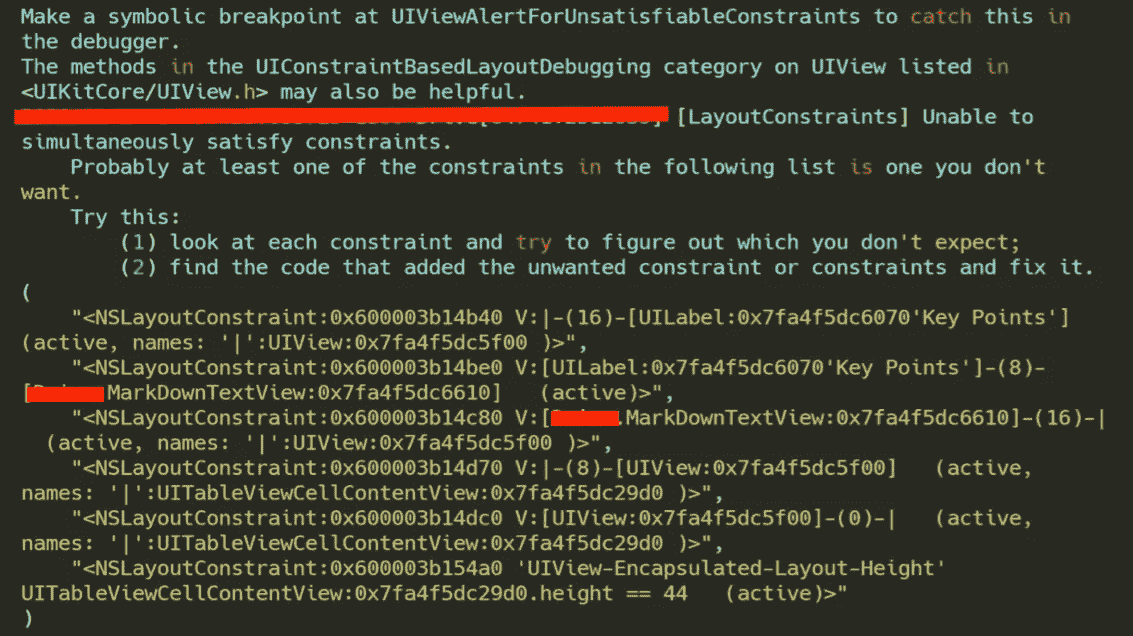 Make a symbolic breakpoint at UIViewAlertForUnsatisfiableConstraints to catch this in
the debugger.
The methods in the UIConstraintBasedLayoutDebugging category on UIView listed in
<UIKitCore/UIView.h> may also be helpful.
[LayoutConstraints] Unable to
simultaneously satisfy constraints.
Probably at least one of the constraints in the following list is one you don't
want.
Try this:
(1) look at each constraint and try to figure out which you don't expect;
(2) find the code that added the unwanted constraint or constraints and fix it.
(
"<NSLayoutConstraint:0x600003b14b40 V:|-(16)-[UILabel:0x7fa4f5dc6070'Key Points']
(active, names: '|':UIView:0x7fa4f5dc5f00 )>",
"<NSLayoutConstraint:0x600003b14be0 V:[UILabel:0x7fa4f5dc6070'Key Points']-(8)-
[ MarkDownTextView:0x7fa4f5dc6610]   (active)>",
"<NSLayoutConstraint:0x600003b14c80 V:[ .MarkDownTextView:0x7fa4f5dc6610]-(16)-|
(active, names: '|':UIView:0x7fa4f5dc5f00 )>",
"<NSLayoutConstraint:0x600003b14d70 V:|-(8)-[UIView:0x7fa4f5dc5f00]   (active,
names: '|':UITableViewCellContentView:0x7fa4f5dc29d0 )>",
"<NSLayoutConstraint:0x600003b14dc0 V:[UIView:0x7fa4f5dc5f00]-(0)-|   (active,
names: '|':UITableViewCellContentView:0x7fa4f5dc29d0 )>",
"<NSLayoutConstraint:0x600003b154a0 'UIView-Encapsulated-Layout-Height'
UITableViewCellContentView:0x7fa4f5dc29d0.height == 44   (active)>"
)